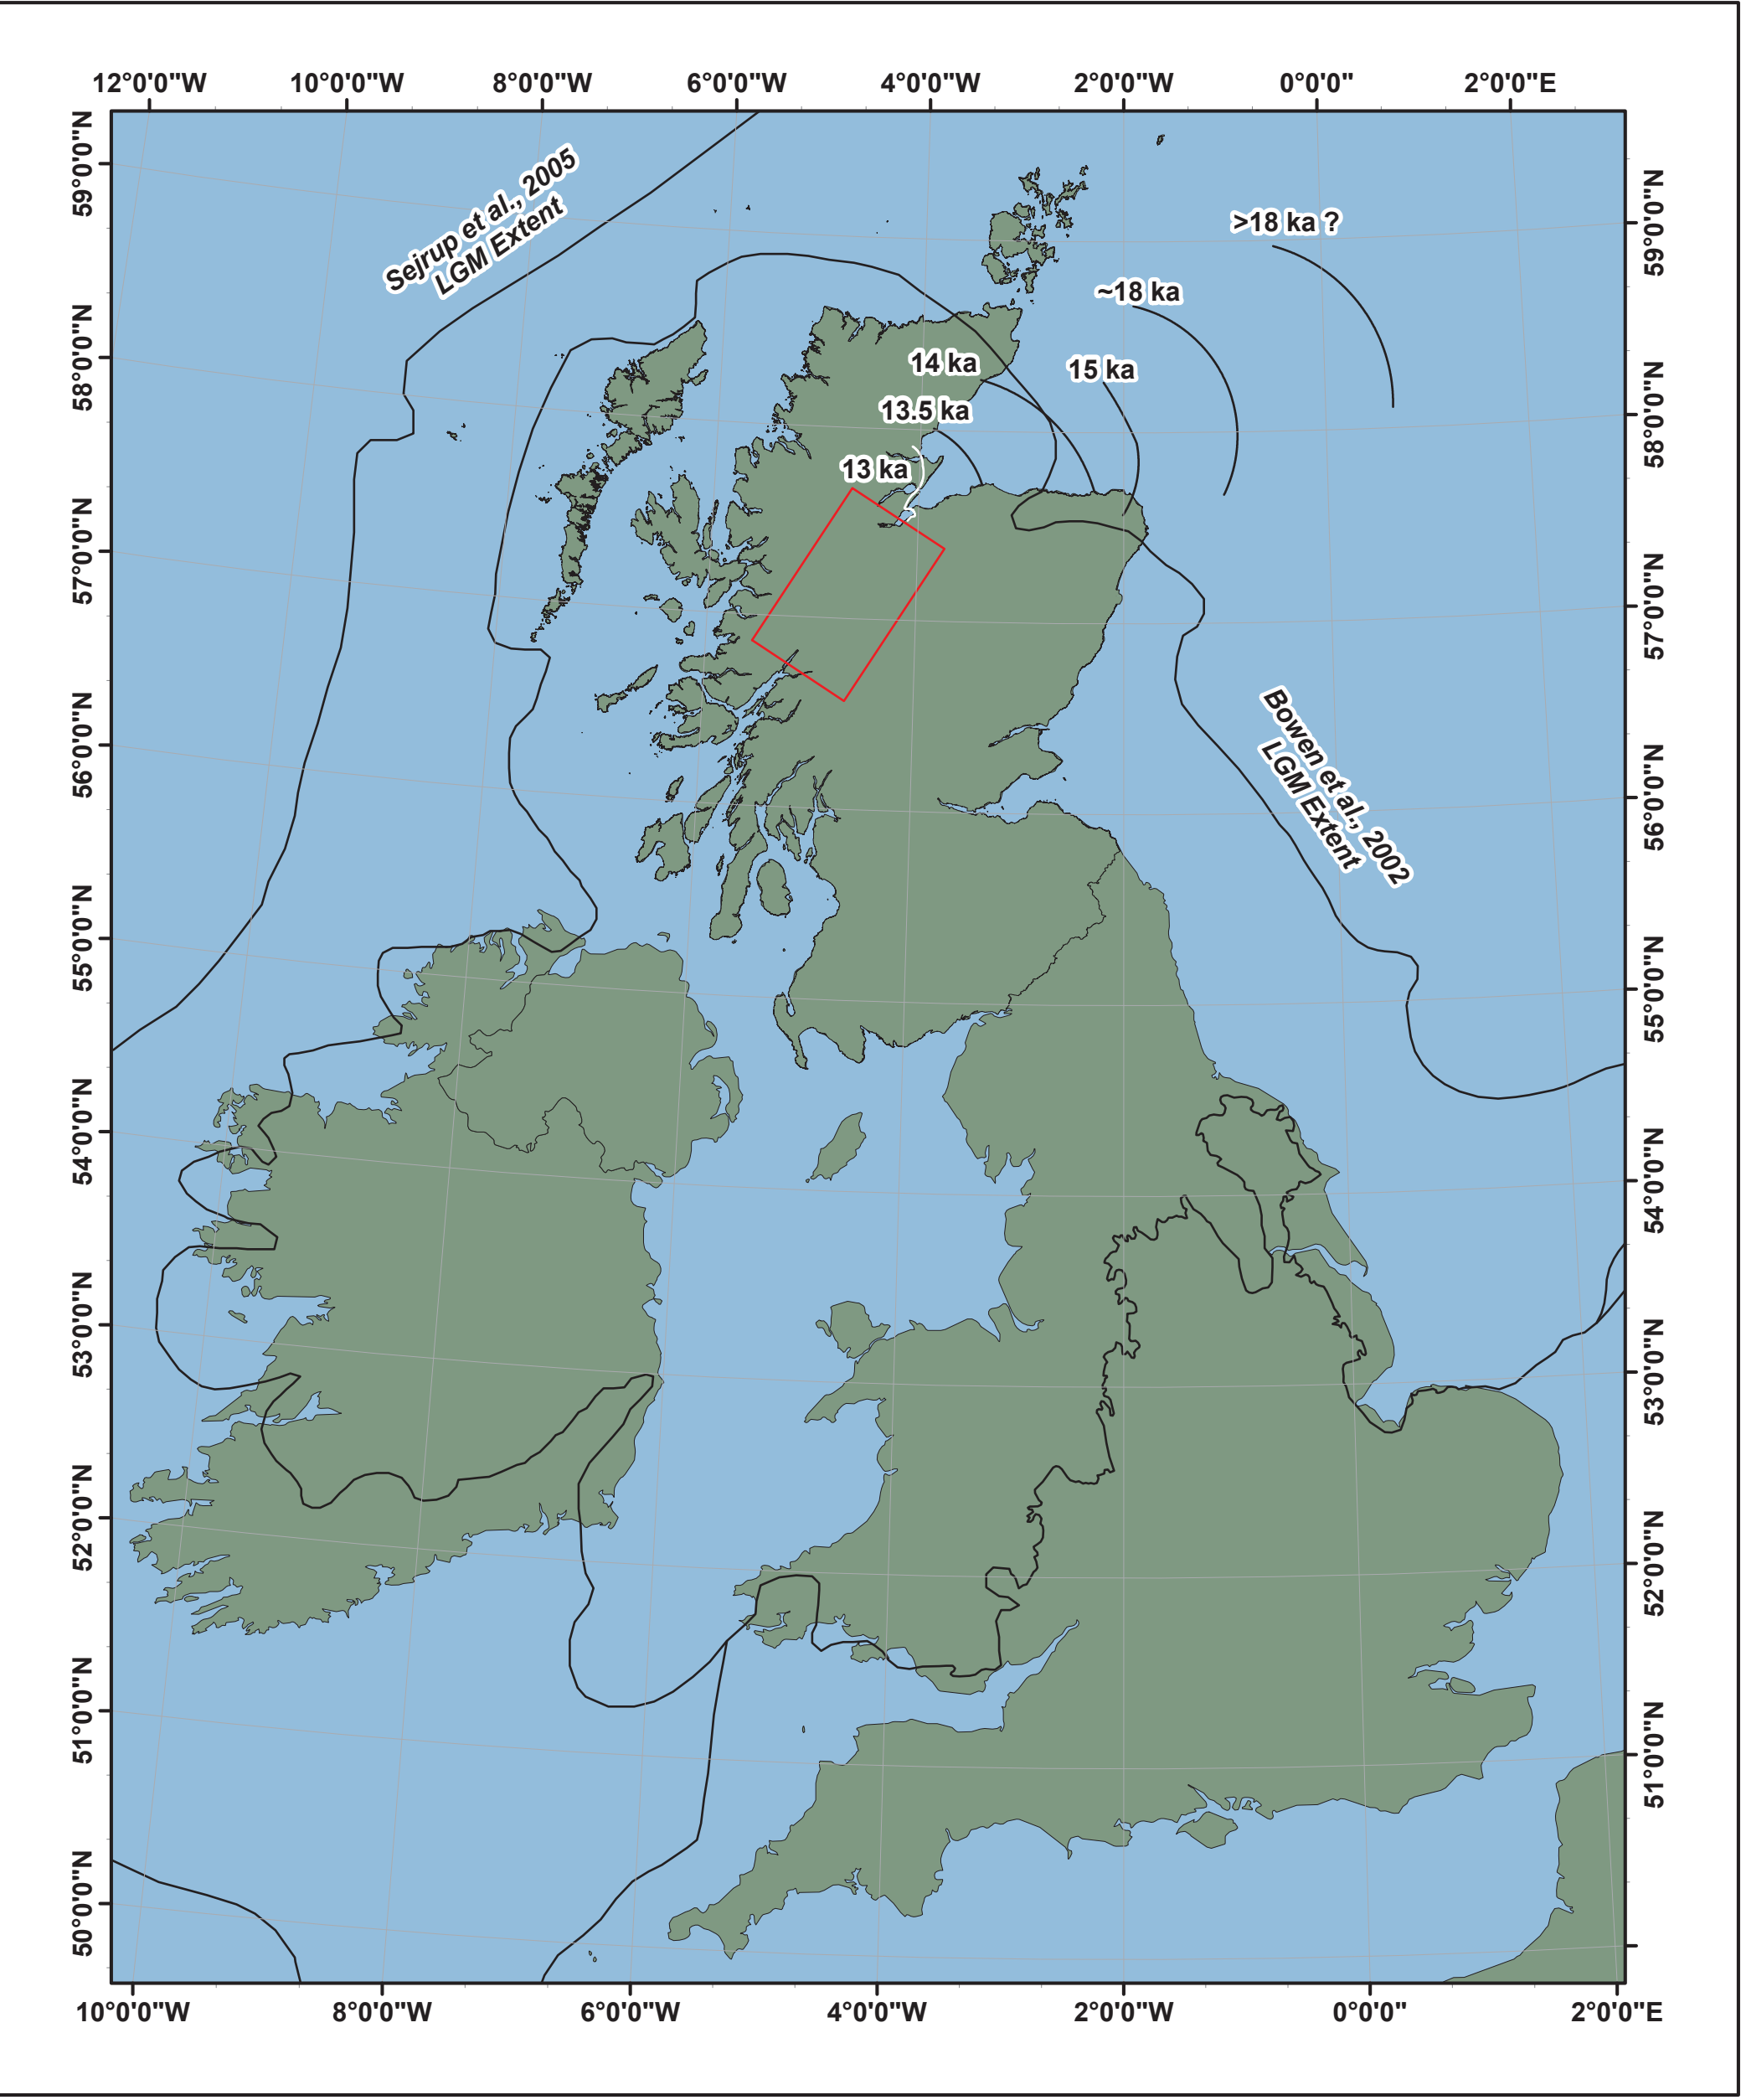 12°0'0"W 10°0'0"W 8°0'0"W 6°0'0"W 4°0'0"W 2°0'0"W 0°0'0" 2°0'0"E
59°0'0"N
58°0'0"N
57°0'0"N
56°0'0"N
55°0'0"N
54°0'0"N
53°0'0"N
52°0'0"N
51°0'0"N
50°0'0"N
Sejrup et al., 2005
LGM Extent
>18 ka ?
~18 ka
14 ka
15 ka
13.5 ka
13 ka
Bowen et al., 2002
LGM Extent
59°0'0"N
58°0'0"N
57°0'0"N
56°0'0"N
55°0'0"N
54°0'0"N
53°0'0"N
52°0'0"N
51°0'0"N
10°0'0"W 8°0'0"W 6°0'0"W 4°0'0"W 2°0'0"W 0°0'0" 2°0'0"E